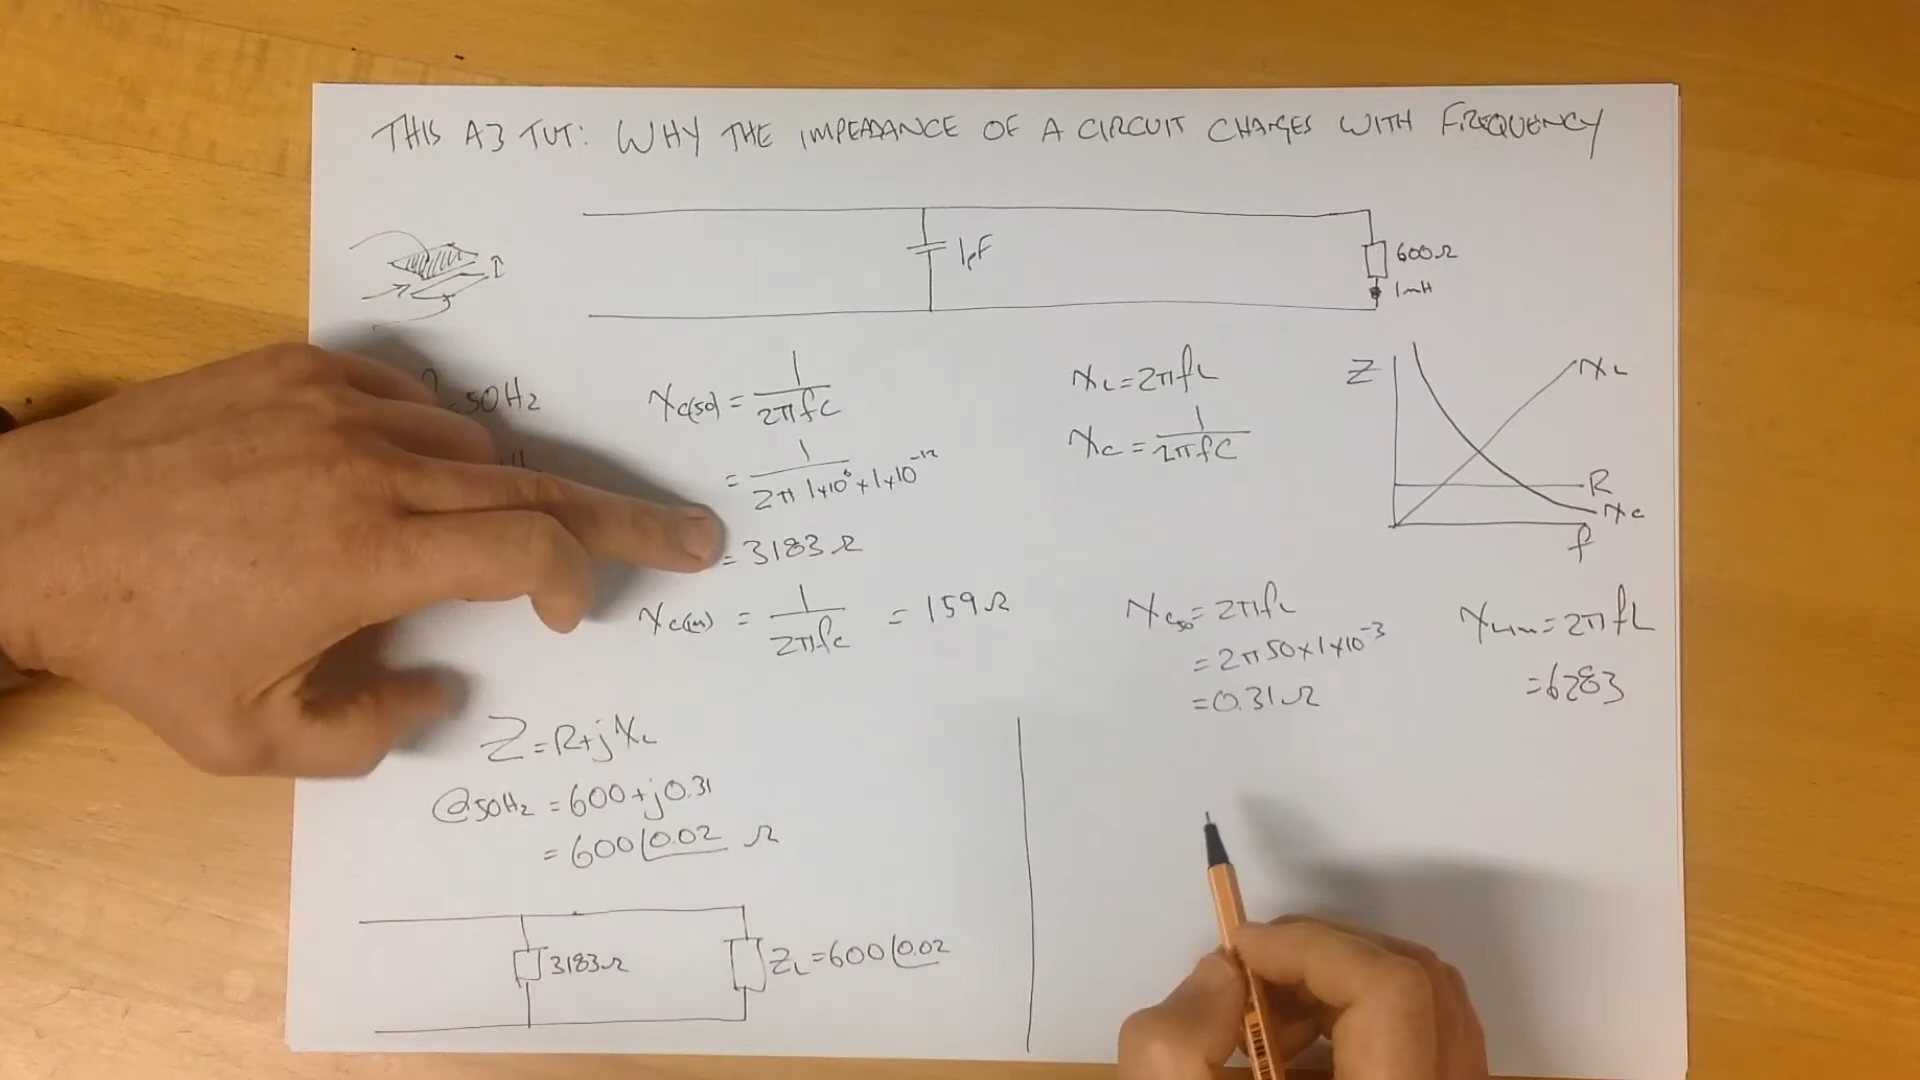 THIS A3 TUT: WHY THE IMPEDANCE OF A CIRCUIT CHANGES WITH FREQUENCY
1pF
600Ω
1mH
=50Hz
Xc(50) = 1/2πfC
= 1/2π 1x10⁶ x 1x10⁻¹²
= 3183Ω
Xc(1m) = 1/2πfC = 159Ω
XL = 2πfL
Xc = 1/2πfC
Z
XL
R
Xc
f
Xc50 = 2πfL
= 2π50x1x10⁻³
= 0.31Ω
XL1m = 2πfL
= 6283
Z = R+jXL
@50Hz = 600+j0.31
= 600∠0.02 Ω
3183Ω
ZL = 600∠0.02